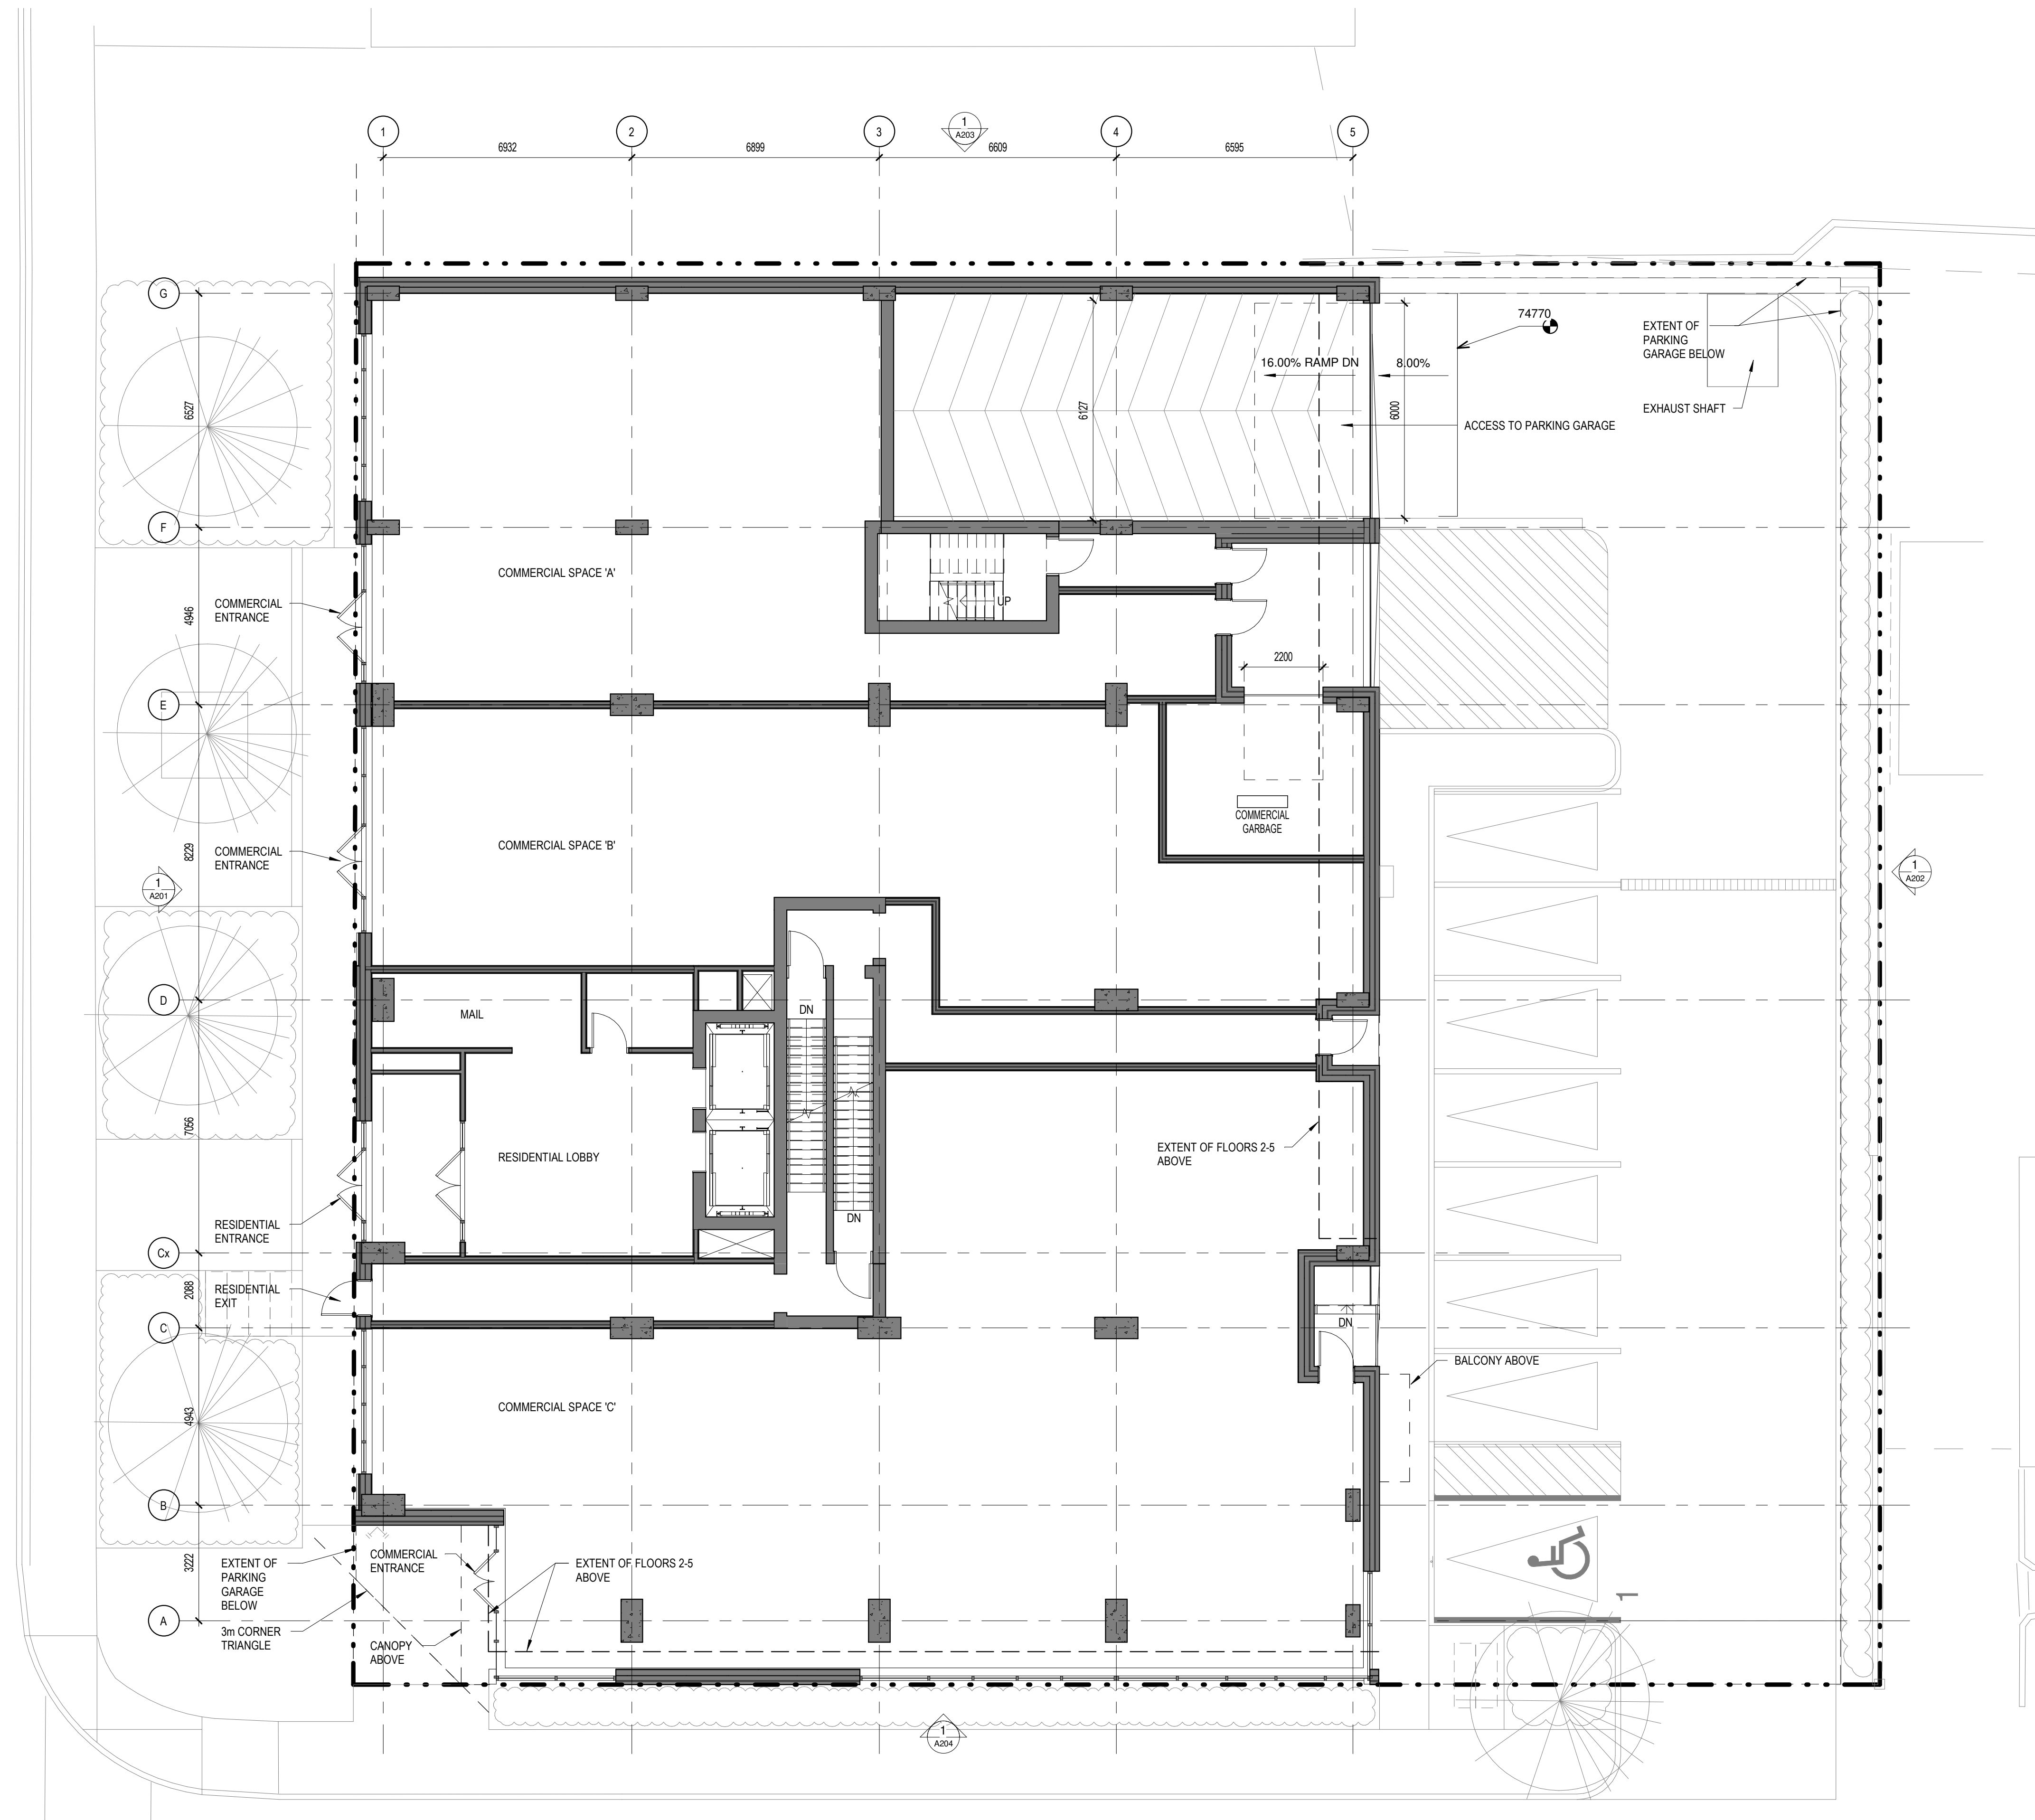 1
2
3
4
5
1
A203
6932
6899
6609
6595
G
74770
EXTENT OF
PARKING
GARAGE BELOW
16.00% RAMP DN
8.00%
6527
6127
6000
EXHAUST SHAFT
ACCESS TO PARKING GARAGE
F
COMMERCIAL SPACE 'A'
COMMERCIAL
ENTRANCE
4946
UP
2200
E
COMMERCIAL
GARBAGE
COMMERCIAL SPACE 'B'
COMMERCIAL
ENTRANCE
8229
1
A201
1
A202
D
MAIL
DN
7056
EXTENT OF FLOORS 2-5
ABOVE
RESIDENTIAL LOBBY
DN
RESIDENTIAL
ENTRANCE
Cx
RESIDENTIAL
EXIT
2088
C
DN
BALCONY ABOVE
COMMERCIAL SPACE 'C'
4943
B
COMMERCIAL
ENTRANCE
EXTENT OF
PARKING
GARAGE
BELOW
3222
EXTENT OF FLOORS 2-5
ABOVE
1
A
3m CORNER
TRIANGLE
CANOPY
ABOVE
1
A204